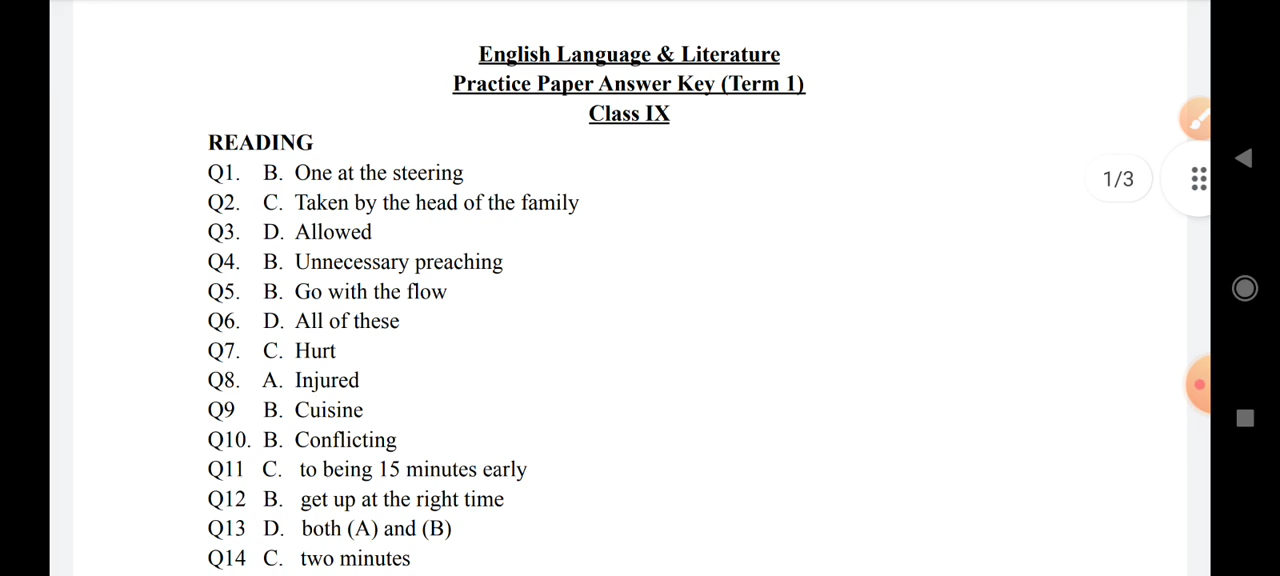 English Language & Literature
Practice Paper Answer Key (Term 1)
Class IX
READING
Q1. B. One at the steering
Q2. C. Taken by the head of the family
Q3. D. Allowed
Q4. B. Unnecessary preaching
Q5. B. Go with the flow
Q6. D. All of these
Q7. C. Hurt
Q8. A. Injured
Q9 B. Cuisine
Q10. B. Conflicting
Q11 C. to being 15 minutes early
Q12 B. get up at the right time
Q13 D. both (A) and (B)
Q14 C. two minutes
1/3